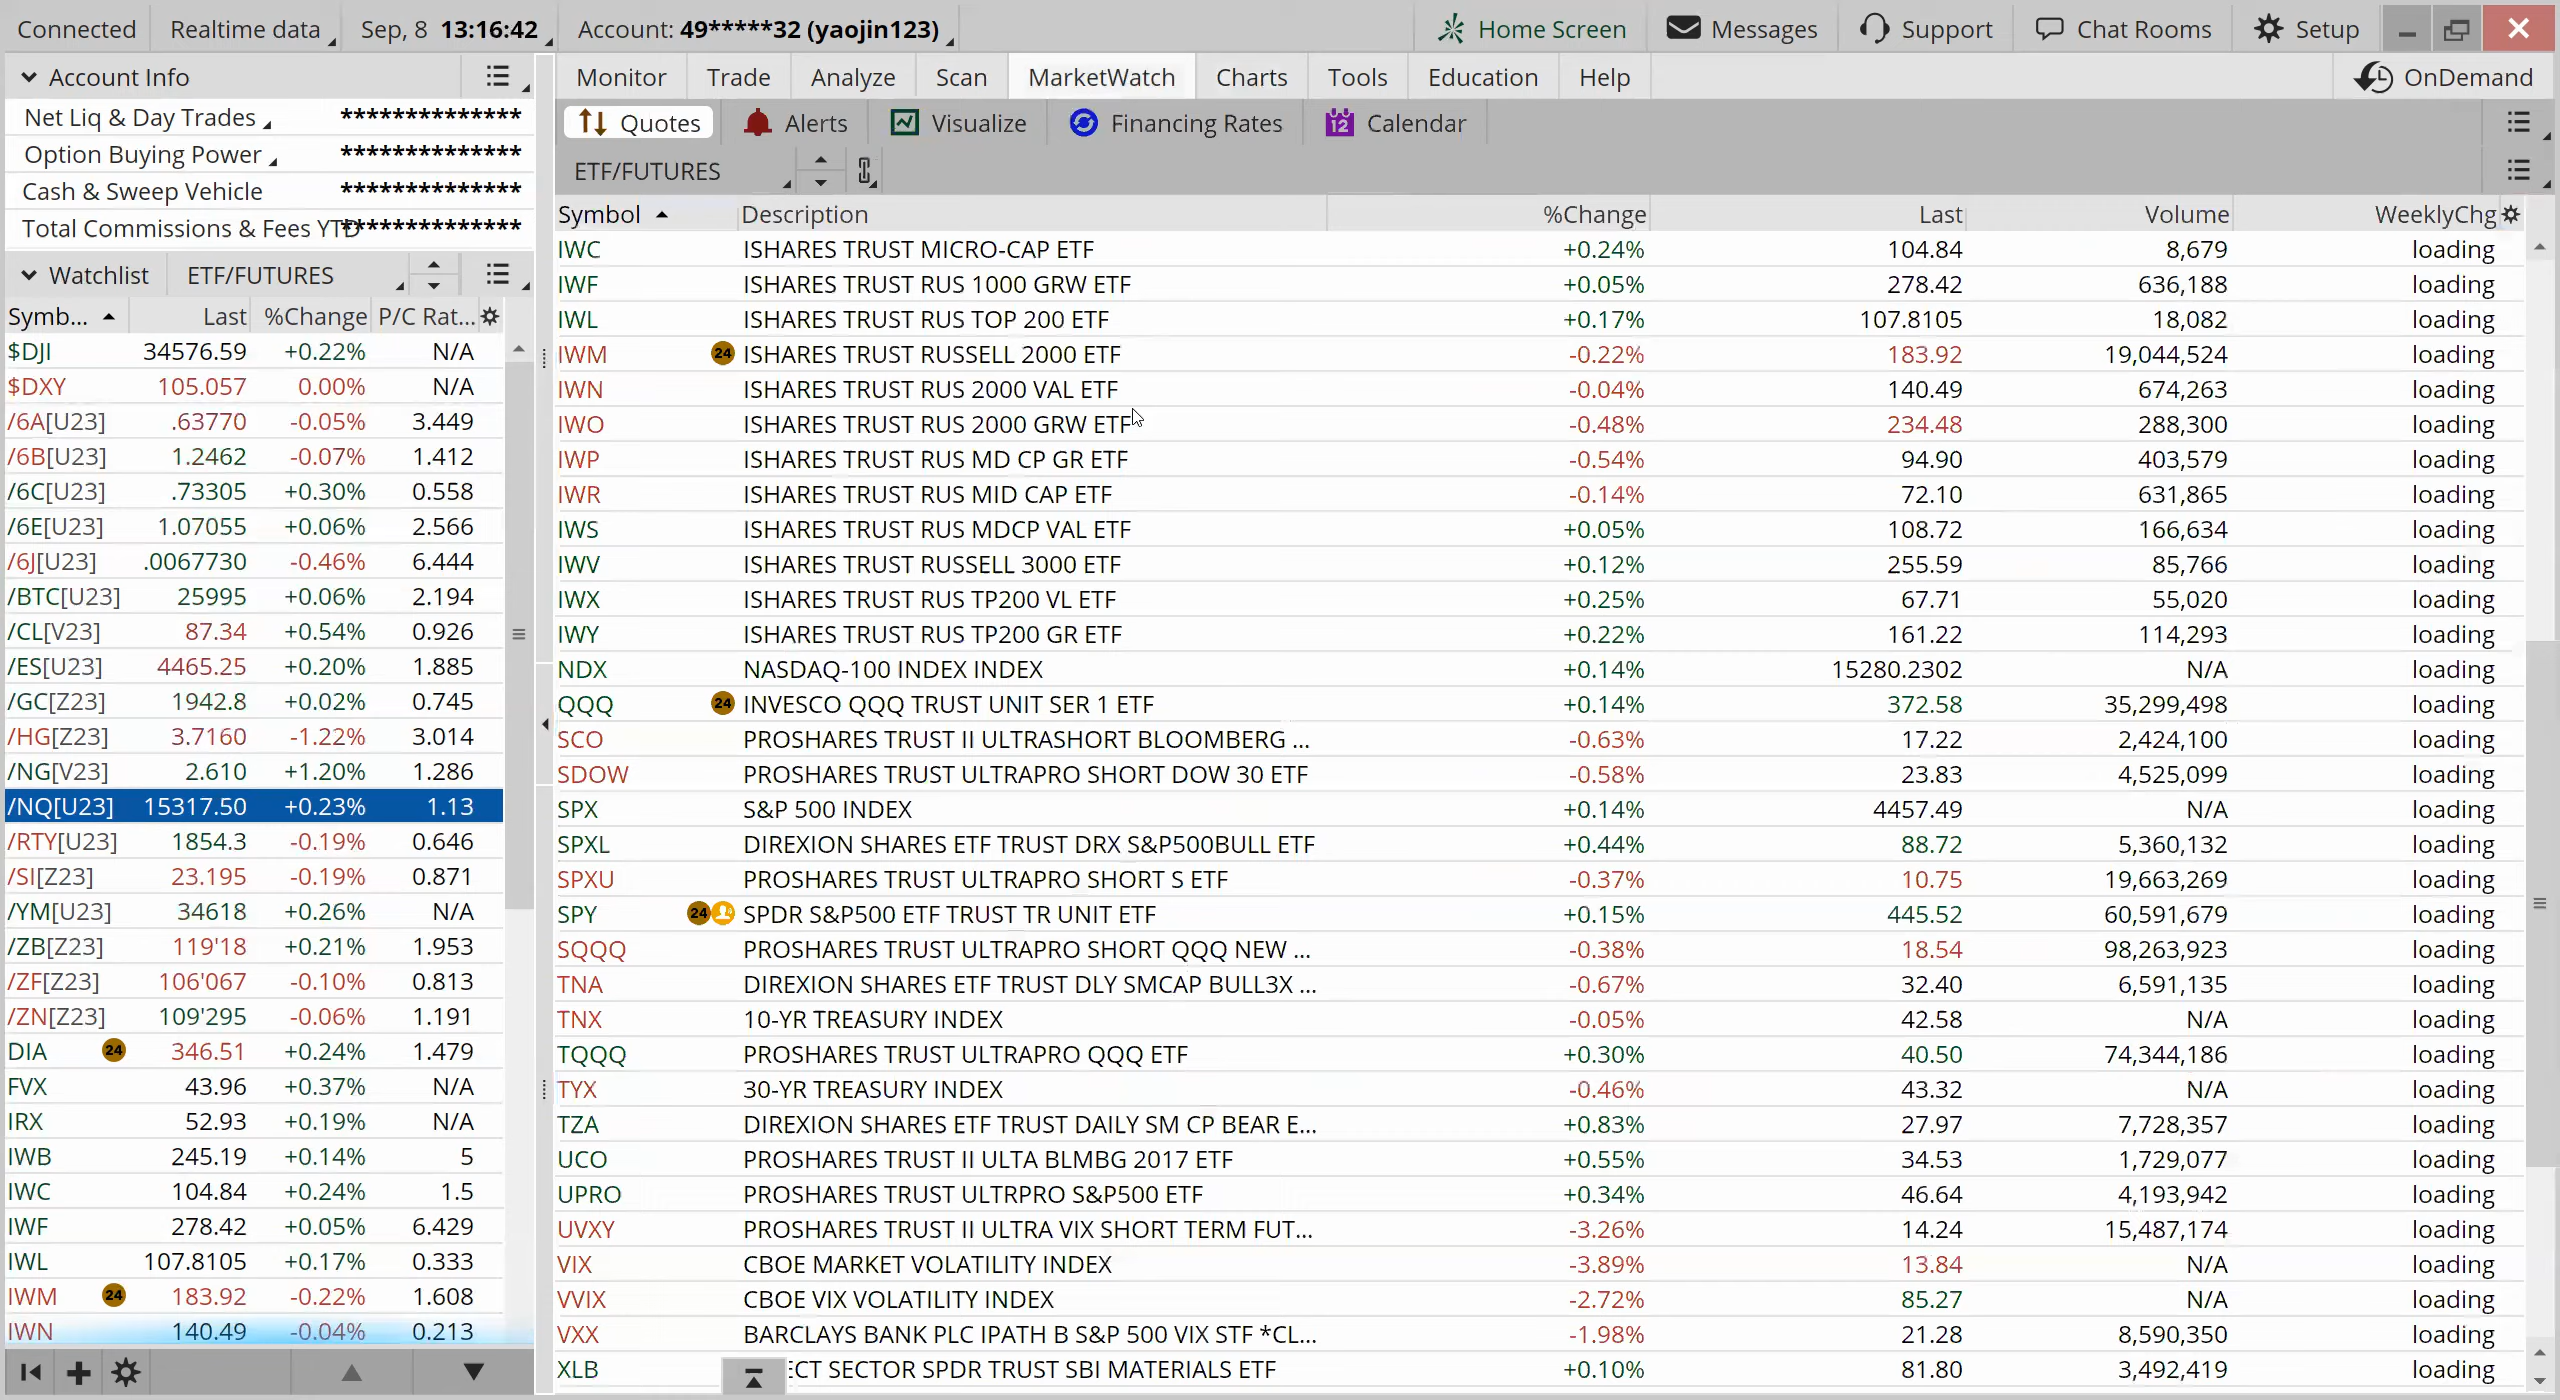 Connected Realtime data Sep, 8 13:16:42 Account: 49*****32 (yaojin123) Home Screen Messages Support Chat Rooms Setup
Account Info
Net Liq & Day Trades **************
Option Buying Power **************
Cash & Sweep Vehicle **************
Total Commissions & Fees YTD **************
Watchlist ETF/FUTURES
Symb... Last %Change P/C Rat...
$DJI 34576.59 +0.22% N/A
$DXY 105.057 0.00% N/A
/6A[U23] .63770 -0.05% 3.449
/6B[U23] 1.2462 -0.07% 1.412
/6C[U23] .73305 +0.30% 0.558
/6E[U23] 1.07055 +0.06% 2.566
/6J[U23] .0067730 -0.46% 6.444
/BTC[U23] 25995 +0.06% 2.194
/CL[V23] 87.34 +0.54% 0.926
/ES[U23] 4465.25 +0.20% 1.885
/GC[Z23] 1942.8 +0.02% 0.745
/HG[Z23] 3.7160 -1.22% 3.014
/NG[V23] 2.610 +1.20% 1.286
/NQ[U23] 15317.50 +0.23% 1.13
/RTY[U23] 1854.3 -0.19% 0.646
/SI[Z23] 23.195 -0.19% 0.871
/YM[U23] 34618 +0.26% N/A
/ZB[Z23] 119'18 +0.21% 1.953
/ZF[Z23] 106'067 -0.10% 0.813
/ZN[Z23] 109'295 -0.06% 1.191
DIA 24 346.51 +0.24% 1.479
FVX 43.96 +0.37% N/A
IRX 52.93 +0.19% N/A
IWB 245.19 +0.14% 5
IWC 104.84 +0.24% 1.5
IWF 278.42 +0.05% 6.429
IWL 107.8105 +0.17% 0.333
IWM 24 183.92 -0.22% 1.608
IWN 140.49 -0.04% 0.213
Monitor Trade Analyze Scan MarketWatch Charts Tools Education Help OnDemand
Quotes Alerts Visualize Financing Rates 12 Calendar
ETF/FUTURES
Symbol Description %Change Last Volume WeeklyChg
IWC ISHARES TRUST MICRO-CAP ETF +0.24% 104.84 8,679 loading
IWF ISHARES TRUST RUS 1000 GRW ETF +0.05% 278.42 636,188 loading
IWL ISHARES TRUST RUS TOP 200 ETF +0.17% 107.8105 18,082 loading
IWM 24 ISHARES TRUST RUSSELL 2000 ETF -0.22% 183.92 19,044,524 loading
IWN ISHARES TRUST RUS 2000 VAL ETF -0.04% 140.49 674,263 loading
IWO ISHARES TRUST RUS 2000 GRW ETF -0.48% 234.48 288,300 loading
IWP ISHARES TRUST RUS MD CP GR ETF -0.54% 94.90 403,579 loading
IWR ISHARES TRUST RUS MID CAP ETF -0.14% 72.10 631,865 loading
IWS ISHARES TRUST RUS MDCP VAL ETF +0.05% 108.72 166,634 loading
IWV ISHARES TRUST RUSSELL 3000 ETF +0.12% 255.59 85,766 loading
IWX ISHARES TRUST RUS TP200 VL ETF +0.25% 67.71 55,020 loading
IWY ISHARES TRUST RUS TP200 GR ETF +0.22% 161.22 114,293 loading
NDX NASDAQ-100 INDEX INDEX +0.14% 15280.2302 N/A loading
QQQ 24 INVESCO QQQ TRUST UNIT SER 1 ETF +0.14% 372.58 35,299,498 loading
SCO PROSHARES TRUST II ULTRASHORT BLOOMBERG ... -0.63% 17.22 2,424,100 loading
SDOW PROSHARES TRUST ULTRAPRO SHORT DOW 30 ETF -0.58% 23.83 4,525,099 loading
SPX S&P 500 INDEX +0.14% 4457.49 N/A loading
SPXL DIREXION SHARES ETF TRUST DRX S&P500BULL ETF +0.44% 88.72 5,360,132 loading
SPXU PROSHARES TRUST ULTRAPRO SHORT S ETF -0.37% 10.75 19,663,269 loading
SPY 24 SPDR S&P500 ETF TRUST TR UNIT ETF +0.15% 445.52 60,591,679 loading
SQQQ PROSHARES TRUST ULTRAPRO SHORT QQQ NEW ... -0.38% 18.54 98,263,923 loading
TNA DIREXION SHARES ETF TRUST DLY SMCAP BULL3X ... -0.67% 32.40 6,591,135 loading
TNX 10-YR TREASURY INDEX -0.05% 42.58 N/A loading
TQQQ PROSHARES TRUST ULTRAPRO QQQ ETF +0.30% 40.50 74,344,186 loading
TYX 30-YR TREASURY INDEX -0.46% 43.32 N/A loading
TZA DIREXION SHARES ETF TRUST DAILY SM CP BEAR E... +0.83% 27.97 7,728,357 loading
UCO PROSHARES TRUST II ULTA BLMBG 2017 ETF +0.55% 34.53 1,729,077 loading
UPRO PROSHARES TRUST ULTRPRO S&P500 ETF +0.34% 46.64 4,193,942 loading
UVXY PROSHARES TRUST II ULTRA VIX SHORT TERM FUT... -3.26% 14.24 15,487,174 loading
VIX CBOE MARKET VOLATILITY INDEX -3.89% 13.84 N/A loading
VVIX CBOE VIX VOLATILITY INDEX -2.72% 85.27 N/A loading
VXX BARCLAYS BANK PLC IPATH B S&P 500 VIX STF *CL... -1.98% 21.28 8,590,350 loading
XLB ECT SECTOR SPDR TRUST SBI MATERIALS ETF +0.10% 81.80 3,492,419 loading